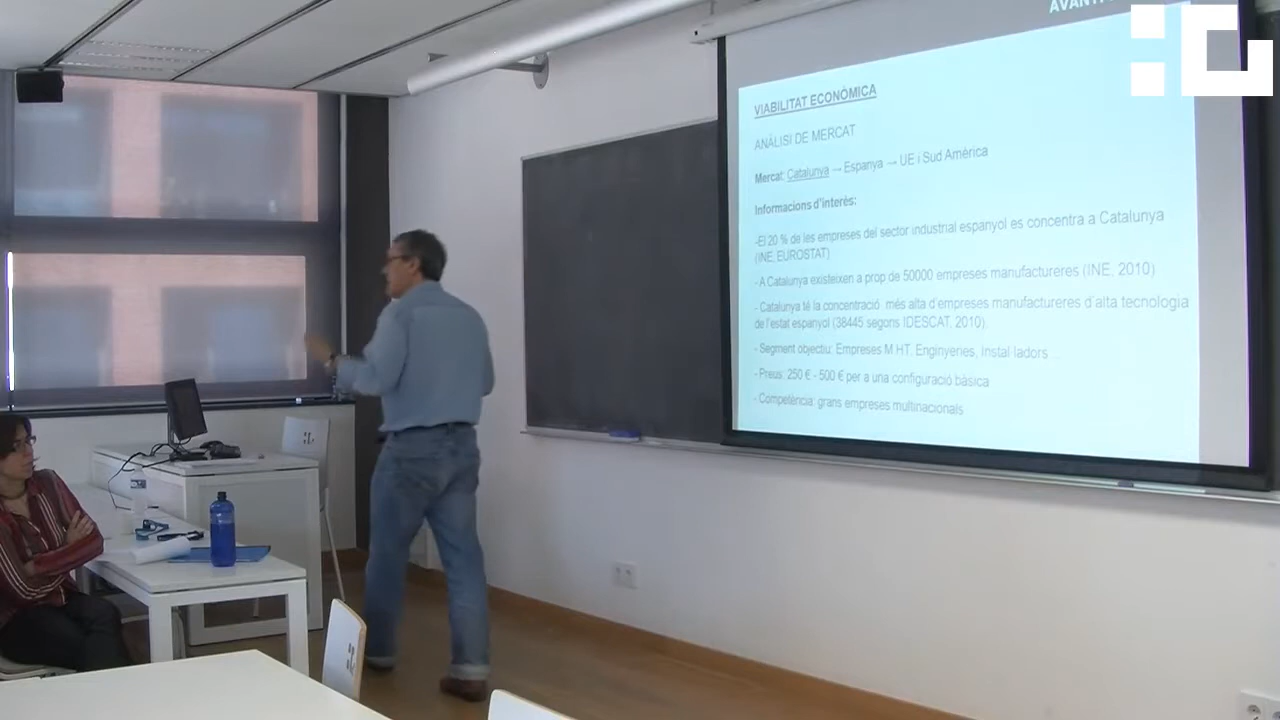 AVANT
VIABILITAT ECONÒMICA
ANÀLISI DE MERCAT
Mercat: Catalunya → Espanya → UE i Sud Amèrica
Informacions d'interès:
-El 20 % de les empreses del sector industrial espanyol es concentra a Catalunya
(INE, EUROSTAT)
- A Catalunya existeixen a prop de 50000 empreses manufactureres (INE, 2010)
- Catalunya té la concentració més alta d'empreses manufactureres d'alta tecnologia
de l'estat espanyol (38445 segons IDESCAT, 2010).
- Segment objectiu: Empreses M HT, Enginyeries, Instal·ladors...
- Preus: 250 € - 500 € per a una configuració bàsica
- Competència: grans empreses multinacionals